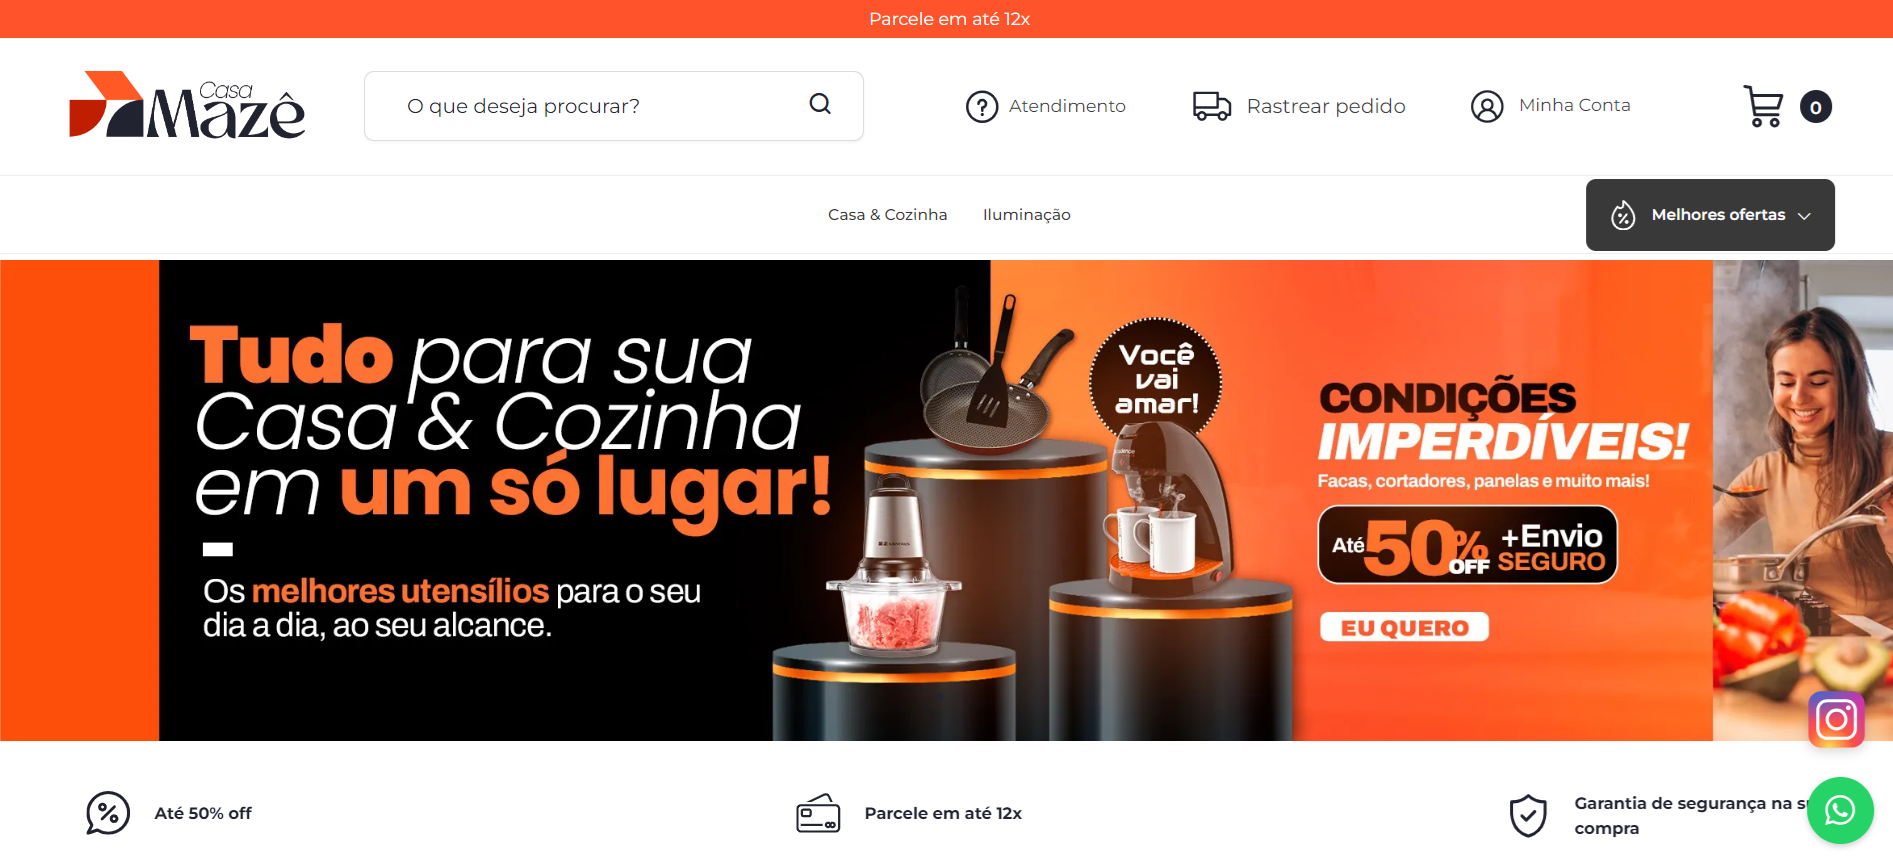 Parcele em até 12x
Casa
Mazê
O que deseja procurar?
Atendimento
Rastrear pedido
Minha Conta
0
Casa & Cozinha
Iluminação
Melhores ofertas
Tudo para sua
Casa & Cozinha
em um só lugar!
Os melhores utensílios para o seu
dia a dia, ao seu alcance.
Você
vai
amar!
CONDIÇÕES
IMPERDÍVEIS!
Facas, cortadores, panelas e muito mais!
Até 50% OFF +Envio
SEGURO
EU QUERO
Até 50% off
Parcele em até 12x
Garantia de segurança na
compra